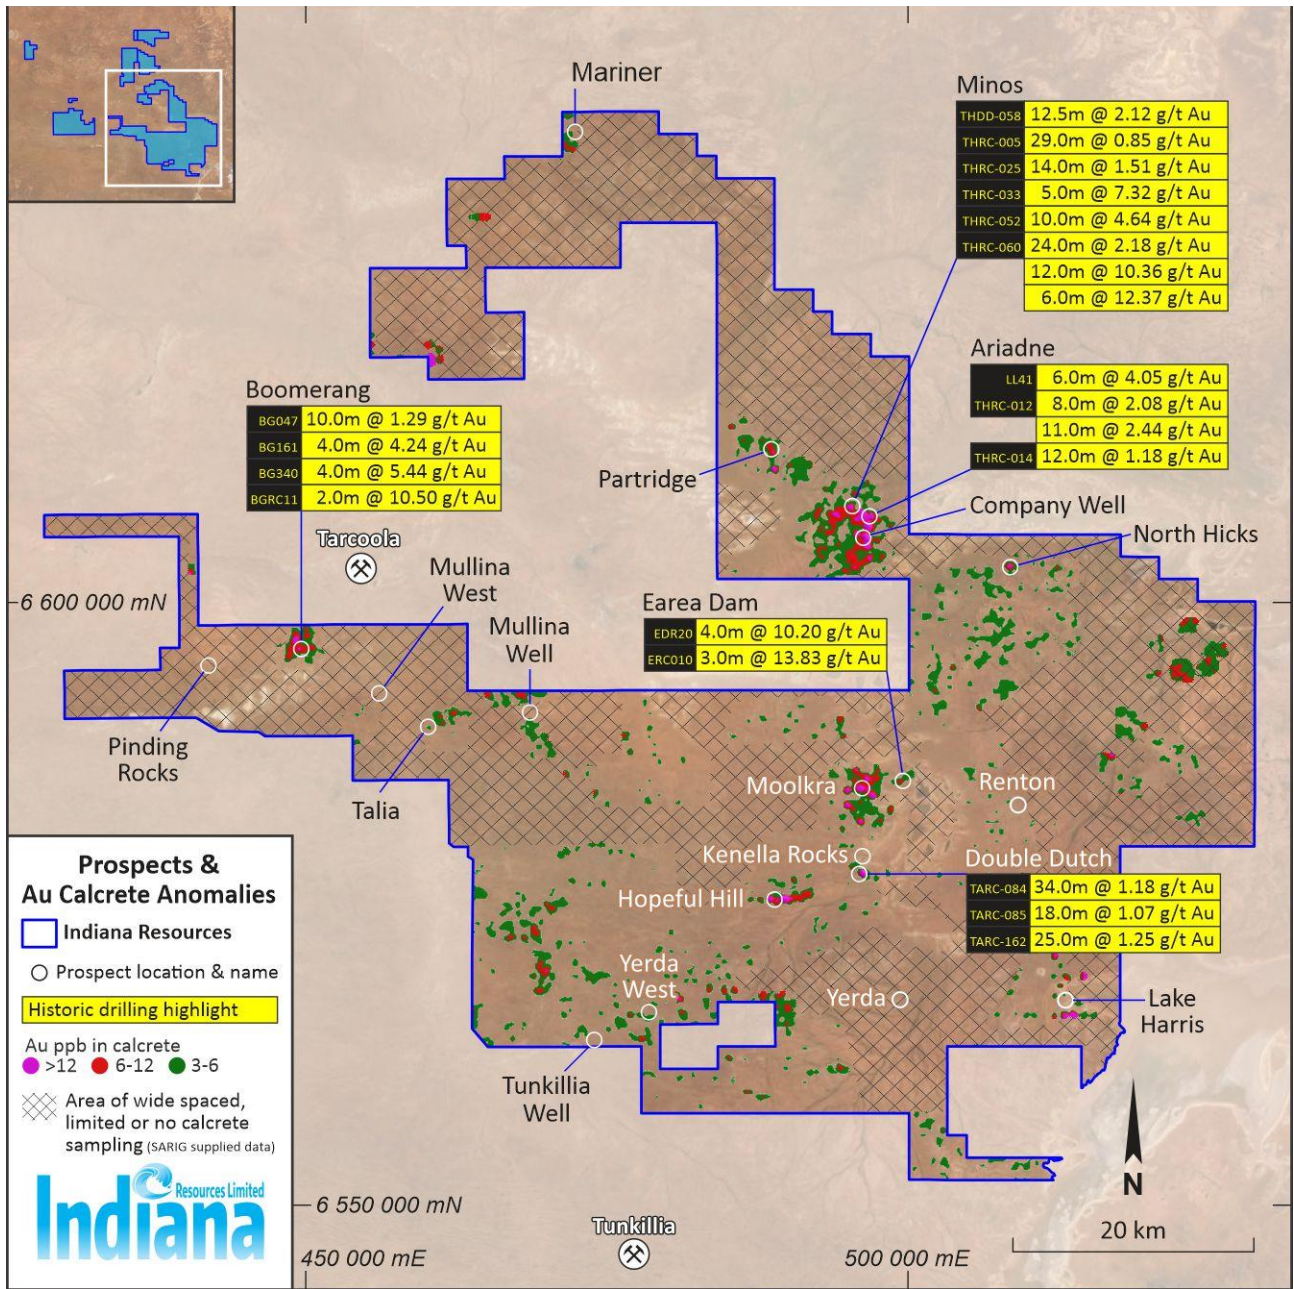 Mariner
Minos
THDD-058 12.5m @ 2.12 g/t Au
THRC-005 29.0m @ 0.85 g/t Au
THRC-025 14.0m @ 1.51 g/t Au
THRC-033 5.0m @ 7.32 g/t Au
THRC-052 10.0m @ 4.64 g/t Au
THRC-060 24.0m @ 2.18 g/t Au
12.0m @ 10.36 g/t Au
6.0m @ 12.37 g/t Au
Ariadne
LL41 6.0m @ 4.05 g/t Au
THRC-012 8.0m @ 2.08 g/t Au
11.0m @ 2.44 g/t Au
THRC-014 12.0m @ 1.18 g/t Au
Boomerang
BG047 10.0m @ 1.29 g/t Au
BG161 4.0m @ 4.24 g/t Au
BG340 4.0m @ 5.44 g/t Au
BGRC11 2.0m @ 10.50 g/t Au
Partridge
Company Well
North Hicks
Tarcoola
Mullina
West
6 600 000 mN
Mullina
Well
Earea Dam
EDR20 4.0m @ 10.20 g/t Au
ERC010 3.0m @ 13.83 g/t Au
Pinding
Rocks
Talia
Moolkra
Renton
Kenella Rocks
Double Dutch
TARC-084 34.0m @ 1.18 g/t Au
TARC-085 18.0m @ 1.07 g/t Au
TARC-162 25.0m @ 1.25 g/t Au
Hopeful Hill
Yerda
West
Yerda
Lake
Harris
Tunkillia
Well
Prospects &
Au Calcrete Anomalies
Indiana Resources
Prospect location & name
Historic drilling highlight
Au ppb in calcrete
>12 6-12 3-6
Area of wide spaced,
limited or no calcrete
sampling (SARIG supplied data)
Resources Limited
Indiana
6 550 000 mN
450 000 mE
Tunkillia
500 000 mE
N
20 km